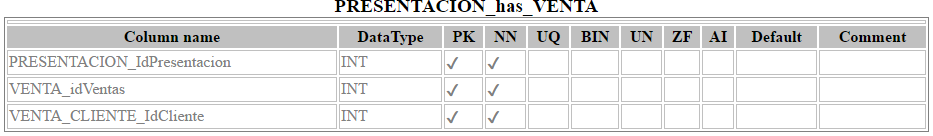 PRESENTACION_has_VENTA
Column name DataType PK NN UQ BIN UN ZF AI Default Comment
PRESENTACION_IdPresentacion INT ✓ ✓
VENTA_idVentas INT ✓ ✓
VENTA_CLIENTE_IdCliente INT ✓ ✓